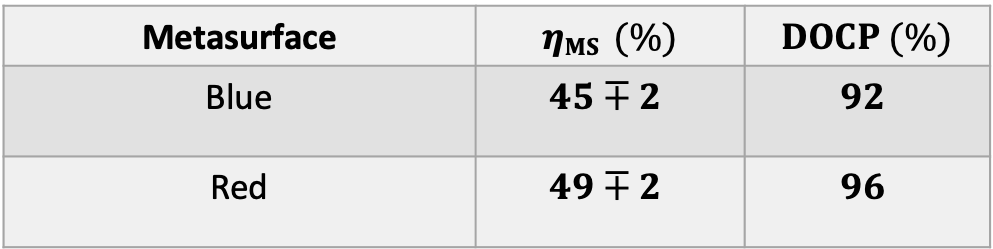 Metasurface η_MS (%) DOCP (%)
Blue 45 ∓ 2 92
Red 49 ∓ 2 96